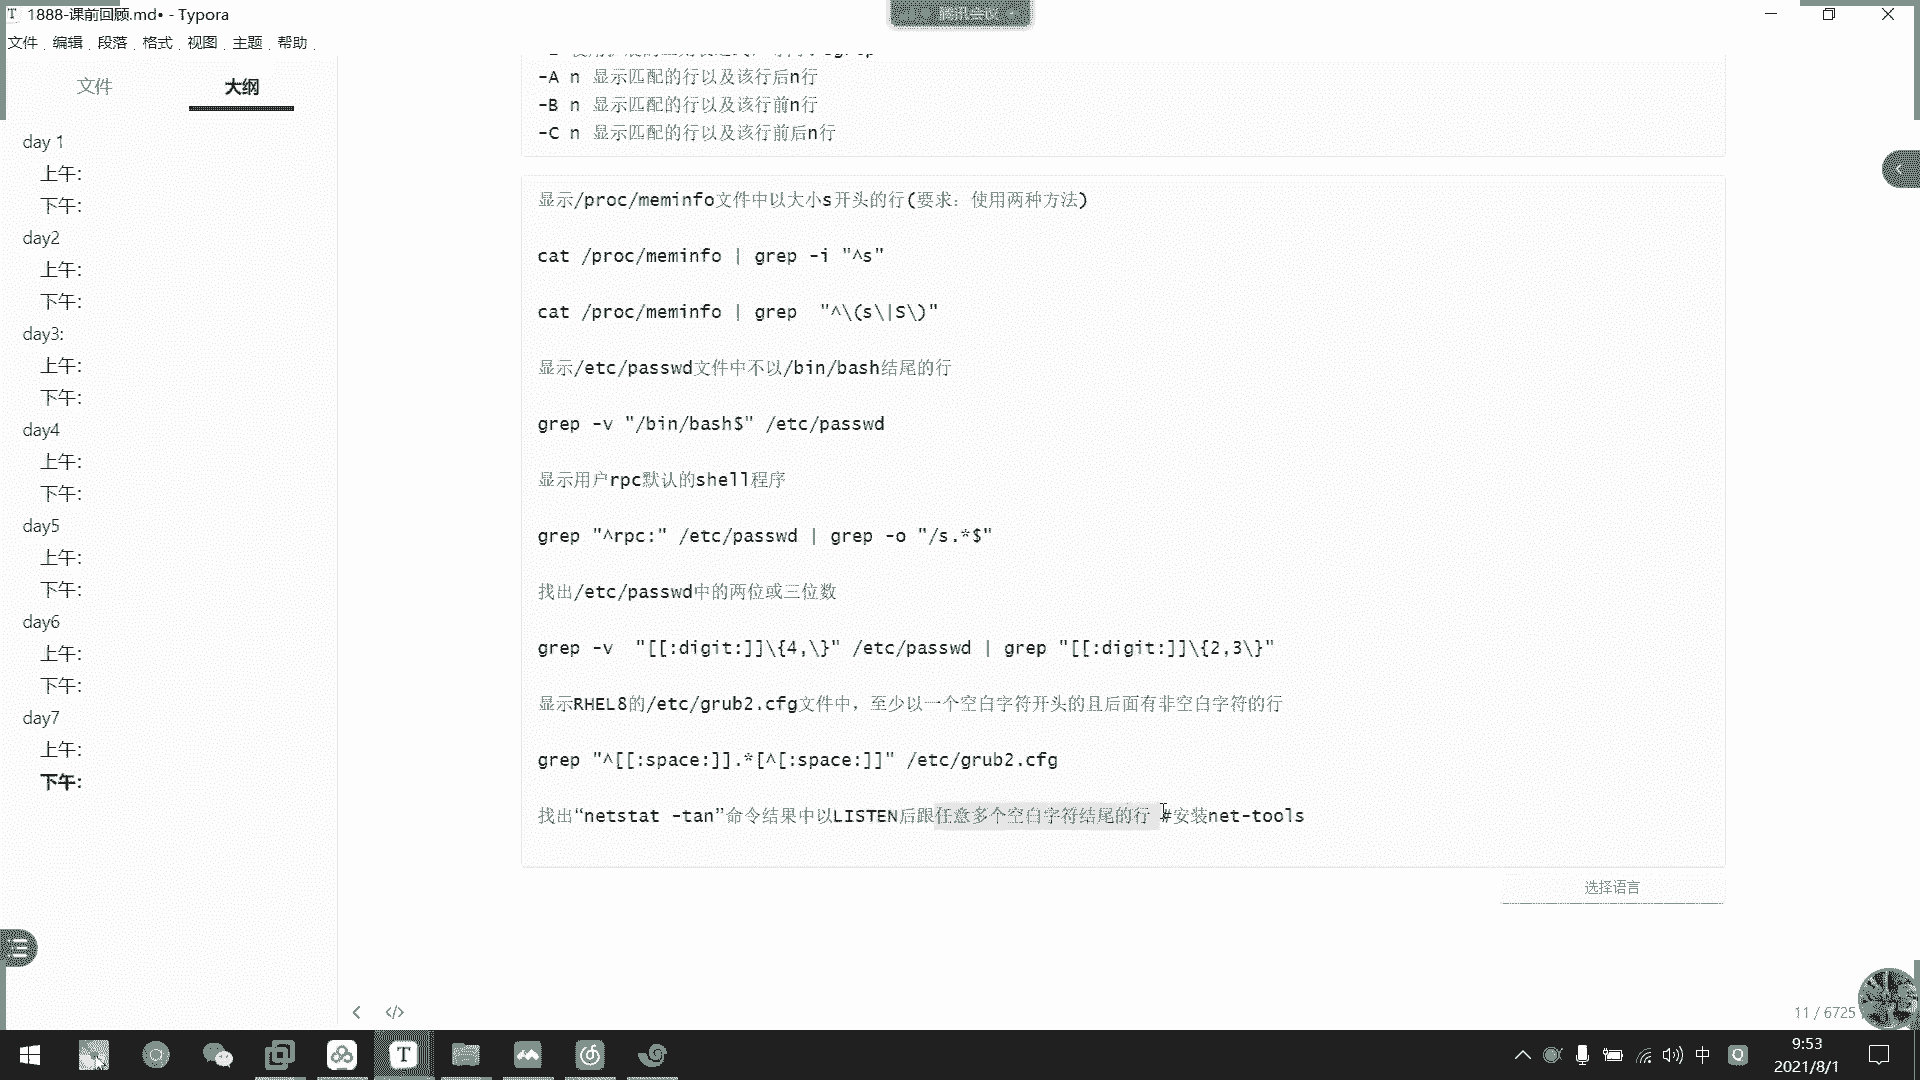 1888-课前回顾.md• - Typora
腾讯会议
文件 编辑 段落 格式 视图 主题 帮助
文件 大纲
day 1
上午:
下午:
day2
上午:
下午:
day3:
上午:
下午:
day4
上午:
下午:
day5
上午:
下午:
day6
上午:
下午:
day7
上午:
下午:
-A n 显示匹配的行以及该行后n行
-B n 显示匹配的行以及该行前n行
-C n 显示匹配的行以及该行前后n行
显示/proc/meminfo文件中以大小s开头的行(要求：使用两种方法)
cat /proc/meminfo | grep -i "^s"
cat /proc/meminfo | grep  "^\(s\|S\)"
显示/etc/passwd文件中不以/bin/bash结尾的行
grep -v "/bin/bash$" /etc/passwd
显示用户rpc默认的shell程序
grep "^rpc:" /etc/passwd | grep -o "/s.*$"
找出/etc/passwd中的两位或三位数
grep -v  "[[:digit:]]\{4,\}" /etc/passwd | grep "[[:digit:]]\{2,3\}"
显示RHEL8的/etc/grub2.cfg文件中，至少以一个空白字符开头的且后面有非空白字符的行
grep "^[[:space:]].*[^[:space:]]" /etc/grub2.cfg
找出“netstat -tan”命令结果中以LISTEN后跟任意多个空白字符结尾的行 #安装net-tools
选择语言
11 / 6725
中
9:53
2021/8/1